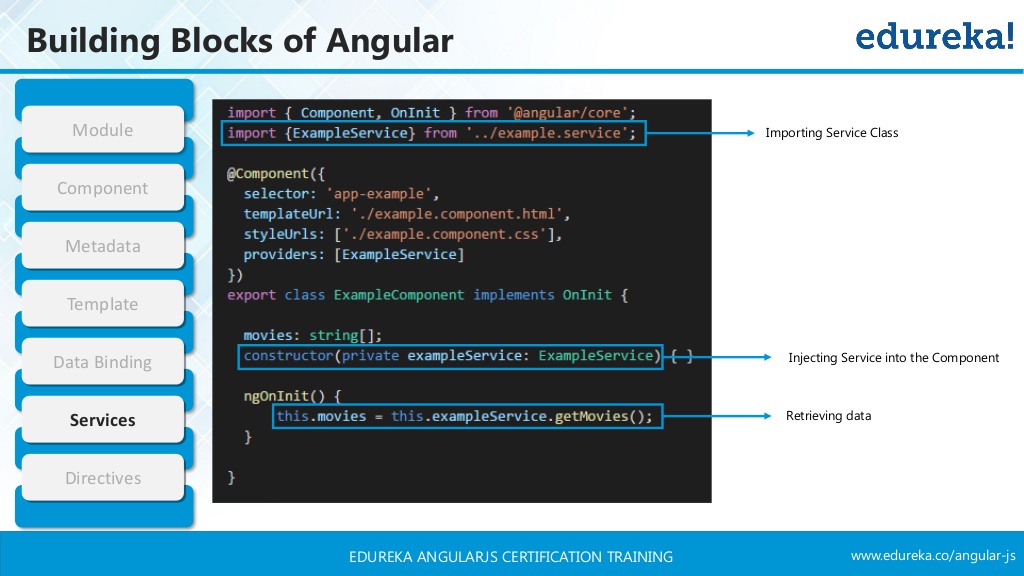 Building Blocks of Angular
edureka!
Module
Component
Metadata
Template
Data Binding
Services
Directives
import { Component, OnInit } from '@angular/core';
import {ExampleService} from '../example.service';
@Component({
selector: 'app-example',
templateUrl: './example.component.html',
styleUrls: ['./example.component.css'],
providers: [ExampleService]
})
export class ExampleComponent implements OnInit {
movies: string[];
constructor(private exampleService: ExampleService) { }
ngOnInit() {
this.movies = this.exampleService.getMovies();
}
}
Importing Service Class
Injecting Service into the Component
Retrieving data
EDUREKA ANGULARJS CERTIFICATION TRAINING
www.edureka.co/angular-js